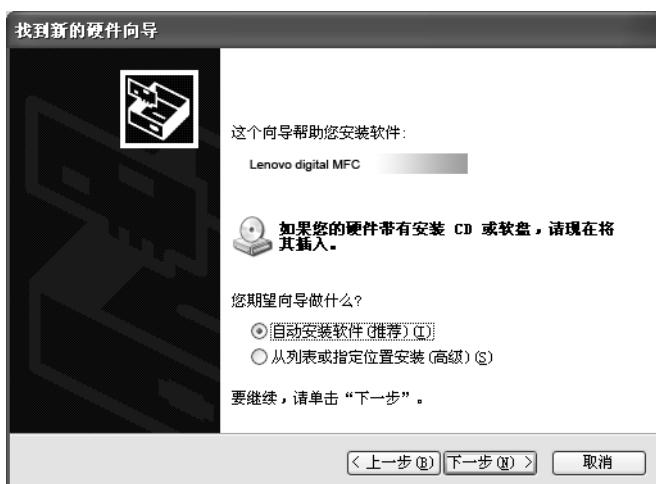 找到新的硬件向导
这个向导帮助您安装软件:
Lenovo digital MFC
如果您的硬件带有安装 CD 或软盘，请现在将
其插入。
您期望向导做什么?
自动安装软件(推荐)(I)
从列表或指定位置安装(高级)(S)
要继续，请单击“下一步”。
< 上一步(B) 下一步(N) > 取消